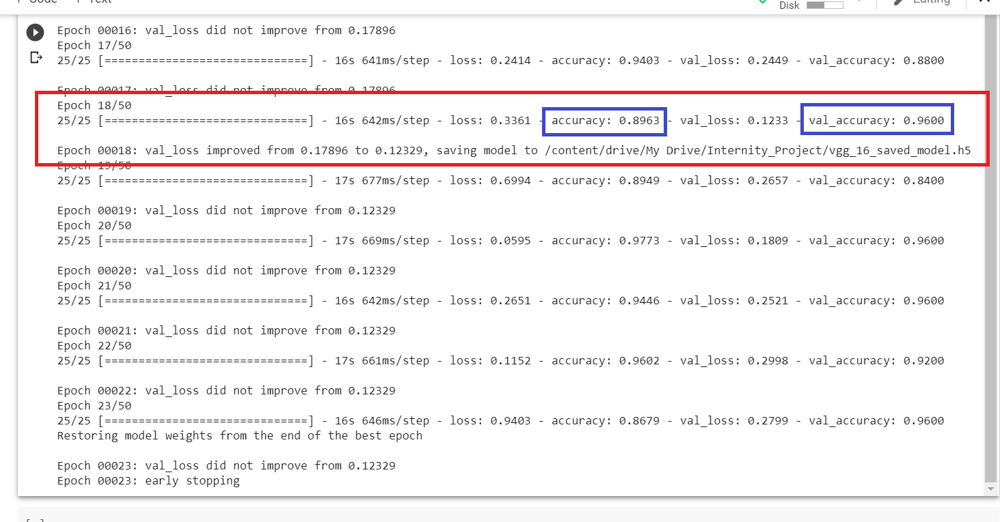 Code Text
Disk Editing
Epoch 00016: val_loss did not improve from 0.17896
Epoch 17/50
25/25 [==============================] - 16s 641ms/step - loss: 0.2414 - accuracy: 0.9403 - val_loss: 0.2449 - val_accuracy: 0.8800
Epoch 00017: val_loss did not improve from 0.17896
Epoch 18/50
25/25 [==============================] - 16s 642ms/step - loss: 0.3361 - accuracy: 0.8963 - val_loss: 0.1233 - val_accuracy: 0.9600
Epoch 00018: val_loss improved from 0.17896 to 0.12329, saving model to /content/drive/My Drive/Internity_Project/vgg_16_saved_model.h5
Epoch 19/50
25/25 [==============================] - 17s 677ms/step - loss: 0.6994 - accuracy: 0.8949 - val_loss: 0.2657 - val_accuracy: 0.8400
Epoch 00019: val_loss did not improve from 0.12329
Epoch 20/50
25/25 [==============================] - 17s 669ms/step - loss: 0.0595 - accuracy: 0.9773 - val_loss: 0.1809 - val_accuracy: 0.9600
Epoch 00020: val_loss did not improve from 0.12329
Epoch 21/50
25/25 [==============================] - 16s 642ms/step - loss: 0.2651 - accuracy: 0.9446 - val_loss: 0.2521 - val_accuracy: 0.9600
Epoch 00021: val_loss did not improve from 0.12329
Epoch 22/50
25/25 [==============================] - 17s 661ms/step - loss: 0.1152 - accuracy: 0.9602 - val_loss: 0.2998 - val_accuracy: 0.9200
Epoch 00022: val_loss did not improve from 0.12329
Epoch 23/50
25/25 [==============================] - 16s 646ms/step - loss: 0.9403 - accuracy: 0.8679 - val_loss: 0.2799 - val_accuracy: 0.9600
Restoring model weights from the end of the best epoch
Epoch 00023: val_loss did not improve from 0.12329
Epoch 00023: early stopping
[ ]